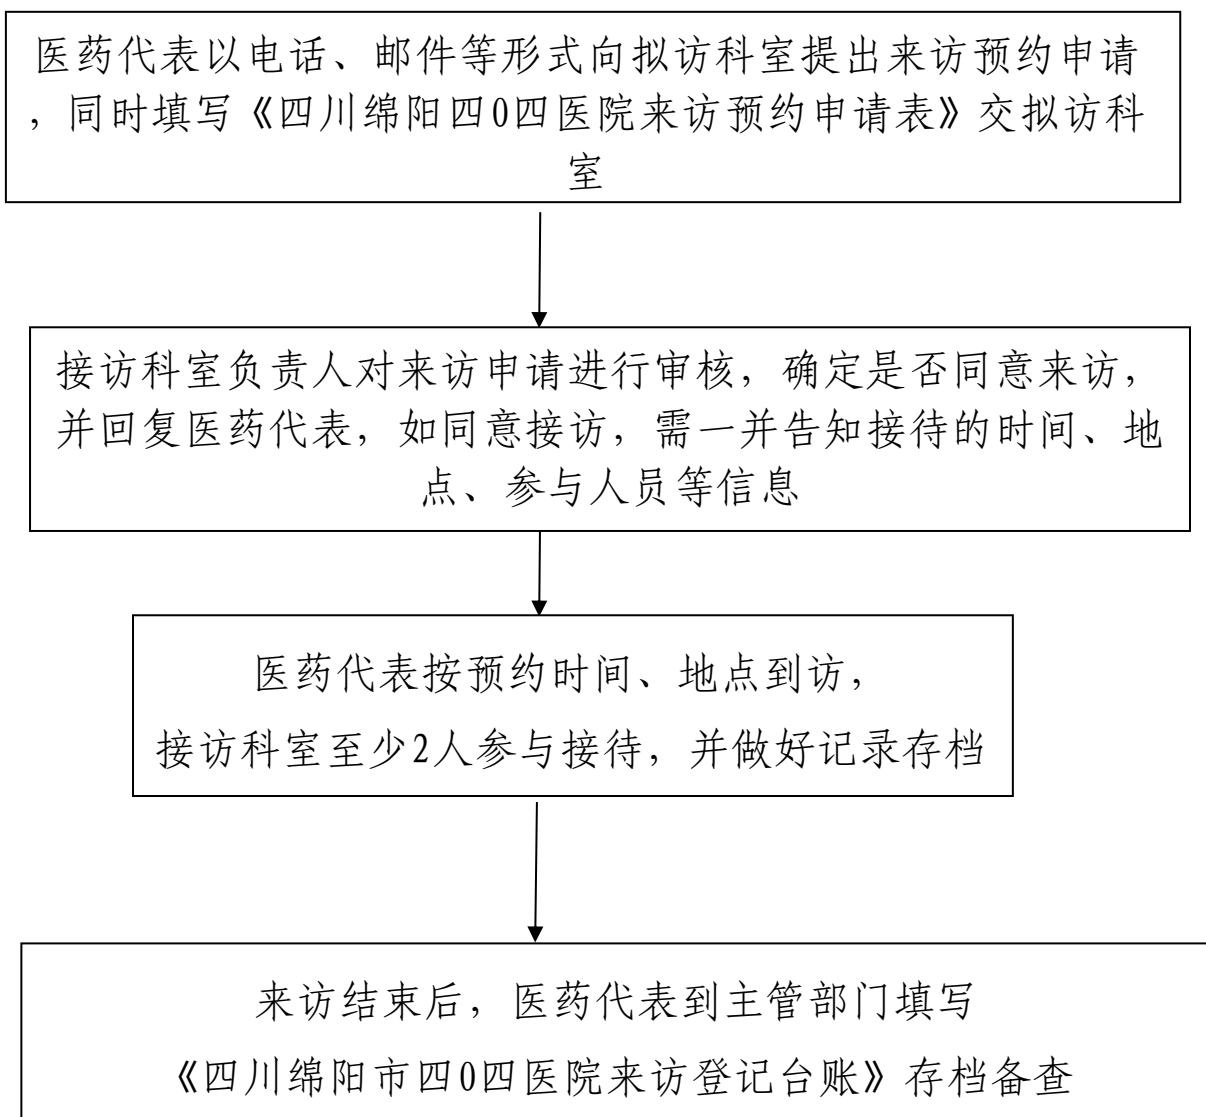 医药代表以电话、邮件等形式向拟访科室提出来访预约申请
，同时填写《四川绵阳四0四医院来访预约申请表》交拟访科
室
接访科室负责人对来访申请进行审核，确定是否同意来访，
并回复医药代表，如同意接访，需一并告知接待的时间、地
点、参与人员等信息
医药代表按预约时间、地点到访，
接访科室至少2人参与接待，并做好记录存档
来访结束后，医药代表到主管部门填写
《四川绵阳市四0四医院来访登记台账》存档备查